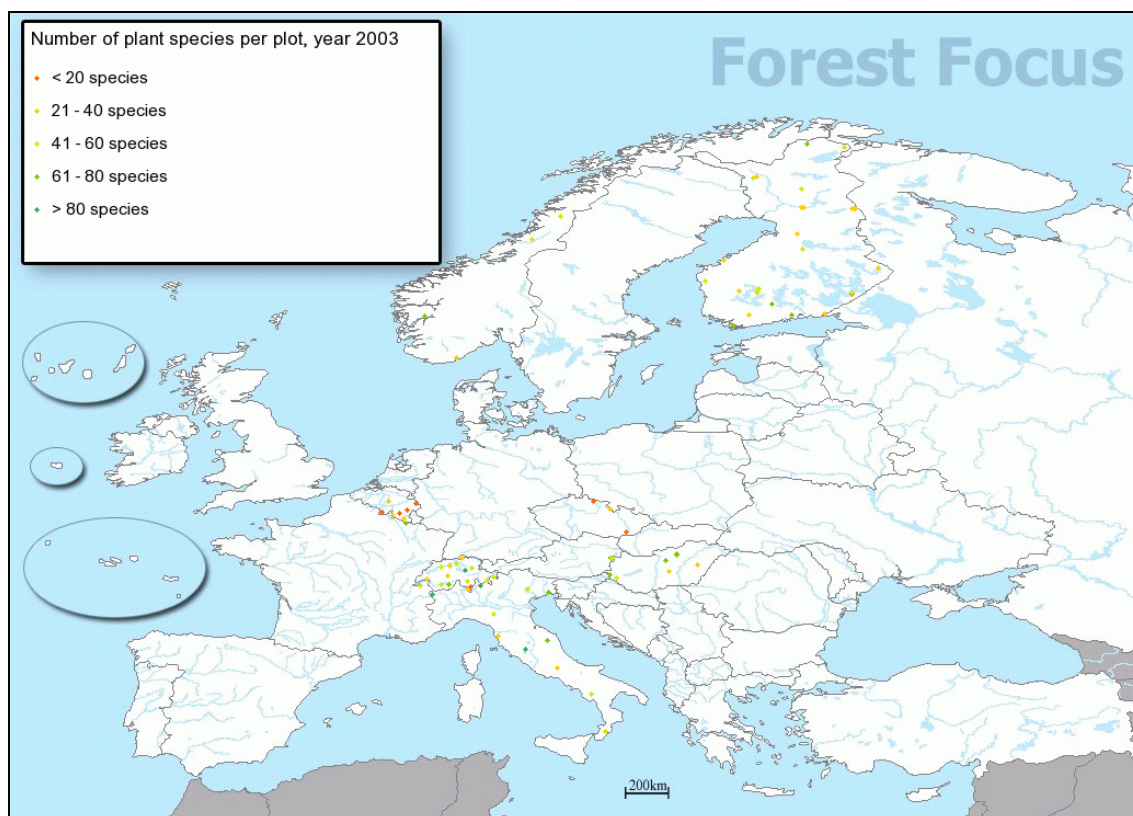 Number of plant species per plot, year 2003
< 20 species
21 - 40 species
41 - 60 species
61 - 80 species
> 80 species
Forest Focus
200km